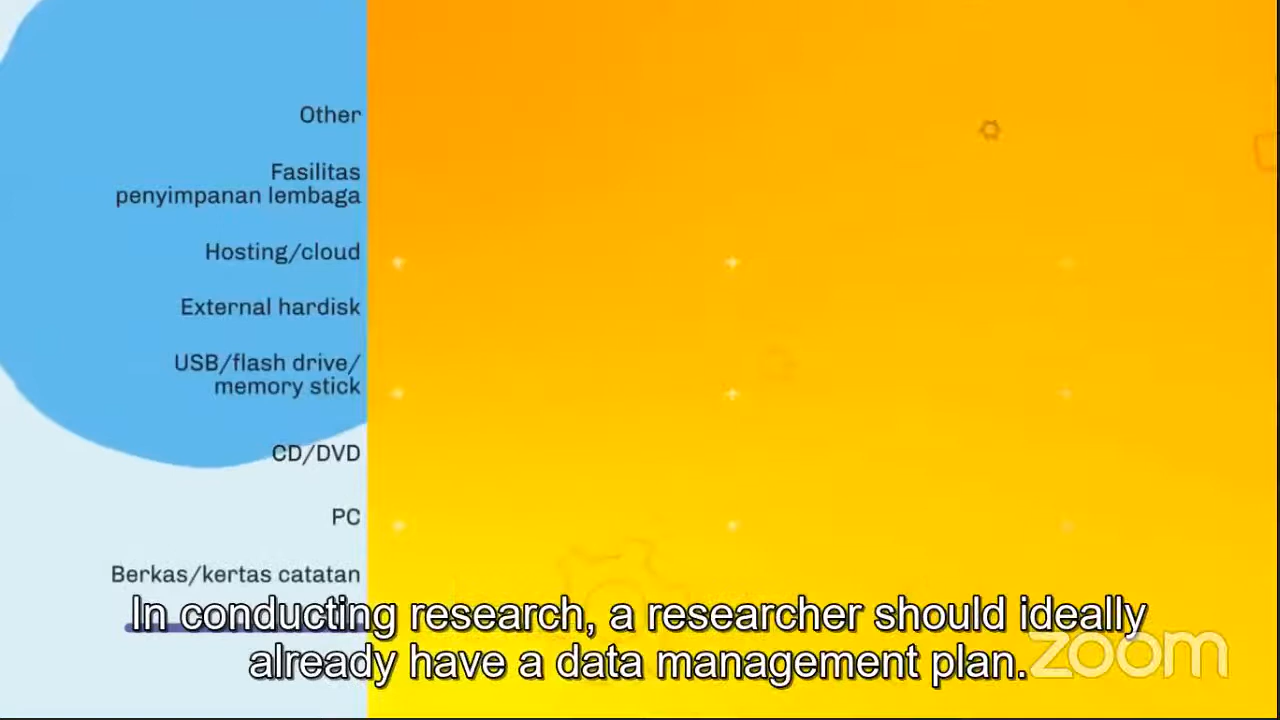 Other
Fasilitas
penyimpanan lembaga
Hosting/cloud
External hardisk
USB/flash drive/
memory stick
CD/DVD
PC
Berkas/kertas catatan
In conducting research, a researcher should ideally
already have a data management plan.
zoom